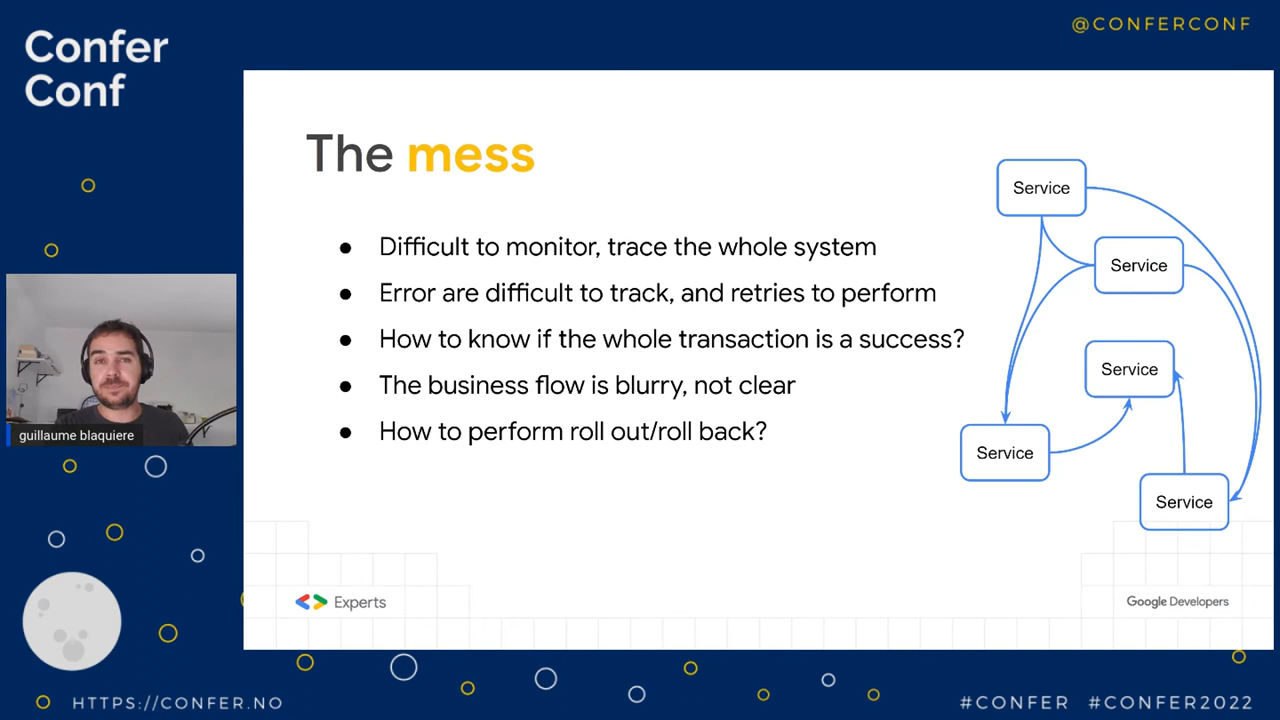 Confer
Conf
@CONFERCONF
The mess
● Difficult to monitor, trace the whole system
● Error are difficult to track, and retries to perform
● How to know if the whole transaction is a success?
● The business flow is blurry, not clear
● How to perform roll out/roll back?
Service
Service
Service
Service
Service
guillaume blaquiere
Experts
Google Developers
HTTPS://CONFER.NO
#CONFER #CONFER2022